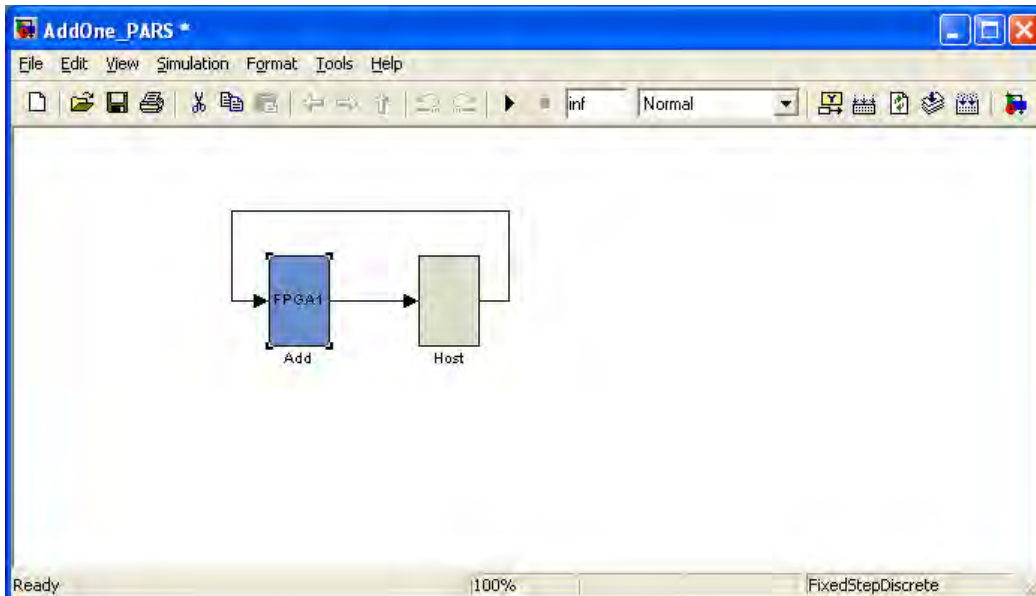 AddOne_PARS *
File Edit View Simulation Format Tools Help
inf Normal
FPGA1
Add Host
Ready 100% FixedStepDiscrete